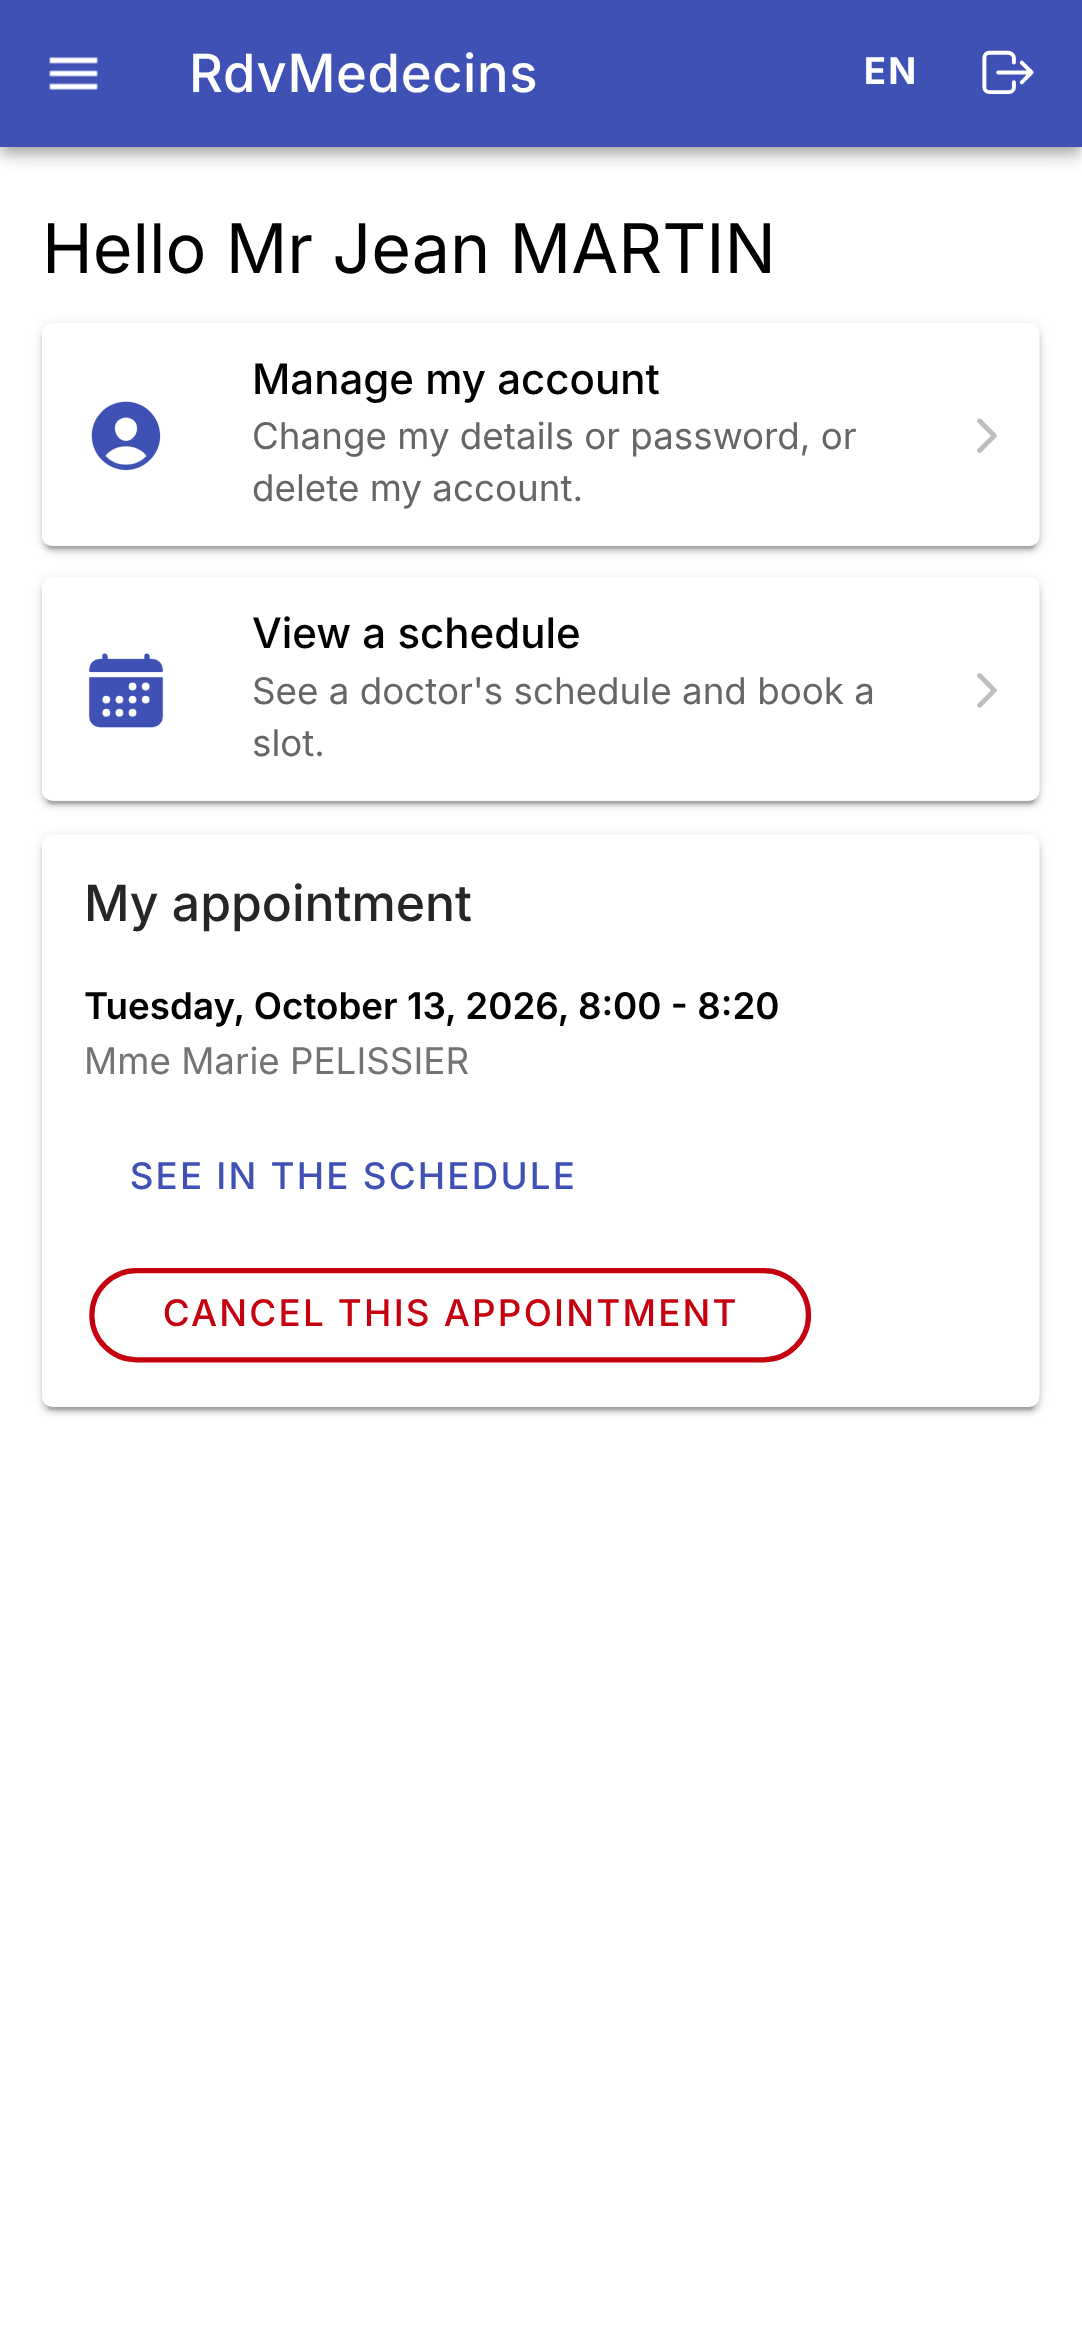 RdvMedecins
EN
Hello Mr Jean MARTIN
Manage my account
Change my details or password, or
delete my account.
View a schedule
See a doctor's schedule and book a
slot.
My appointment
Tuesday, October 13, 2026, 8:00 - 8:20
Mme Marie PELISSIER
SEE IN THE SCHEDULE
CANCEL THIS APPOINTMENT